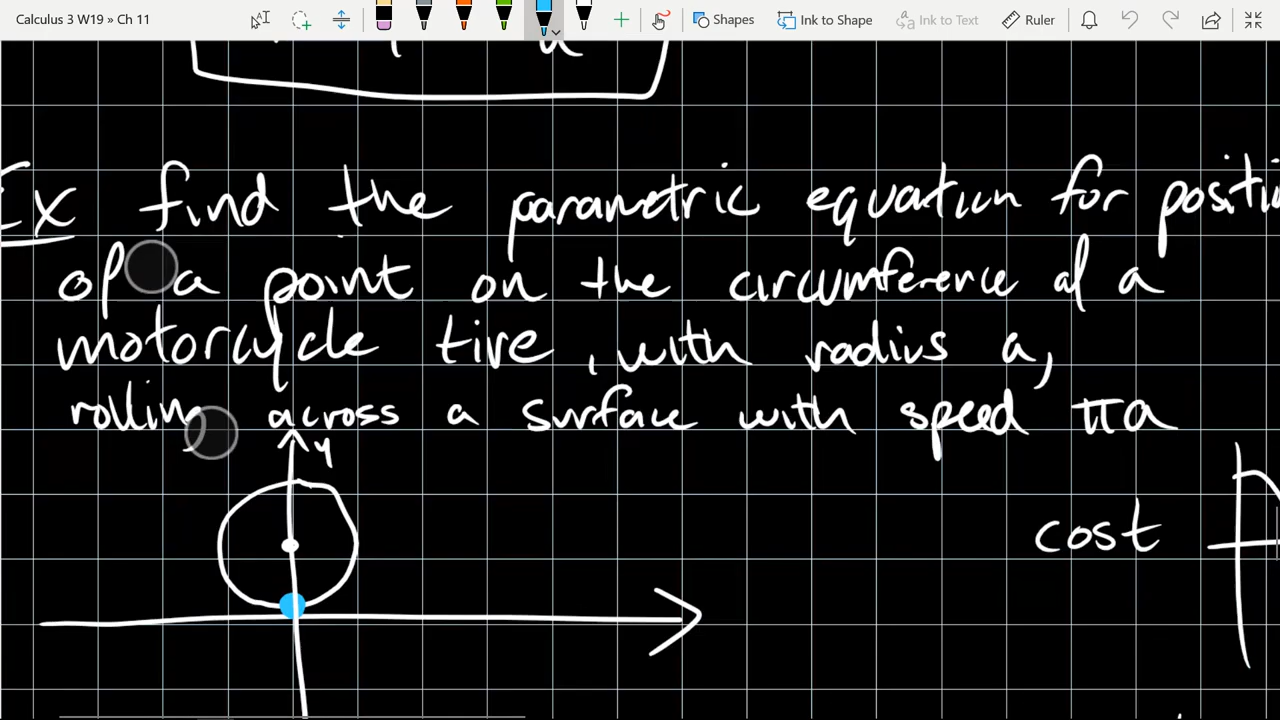 Calculus 3 W19 » Ch 11
Shapes
Ink to Shape
Ink to Text
Ruler
Ex find the parametric equation for positi
of a point on the circumference of a
motorcycle tire, with radius a,
rolling across a surface with speed πa
y
cost